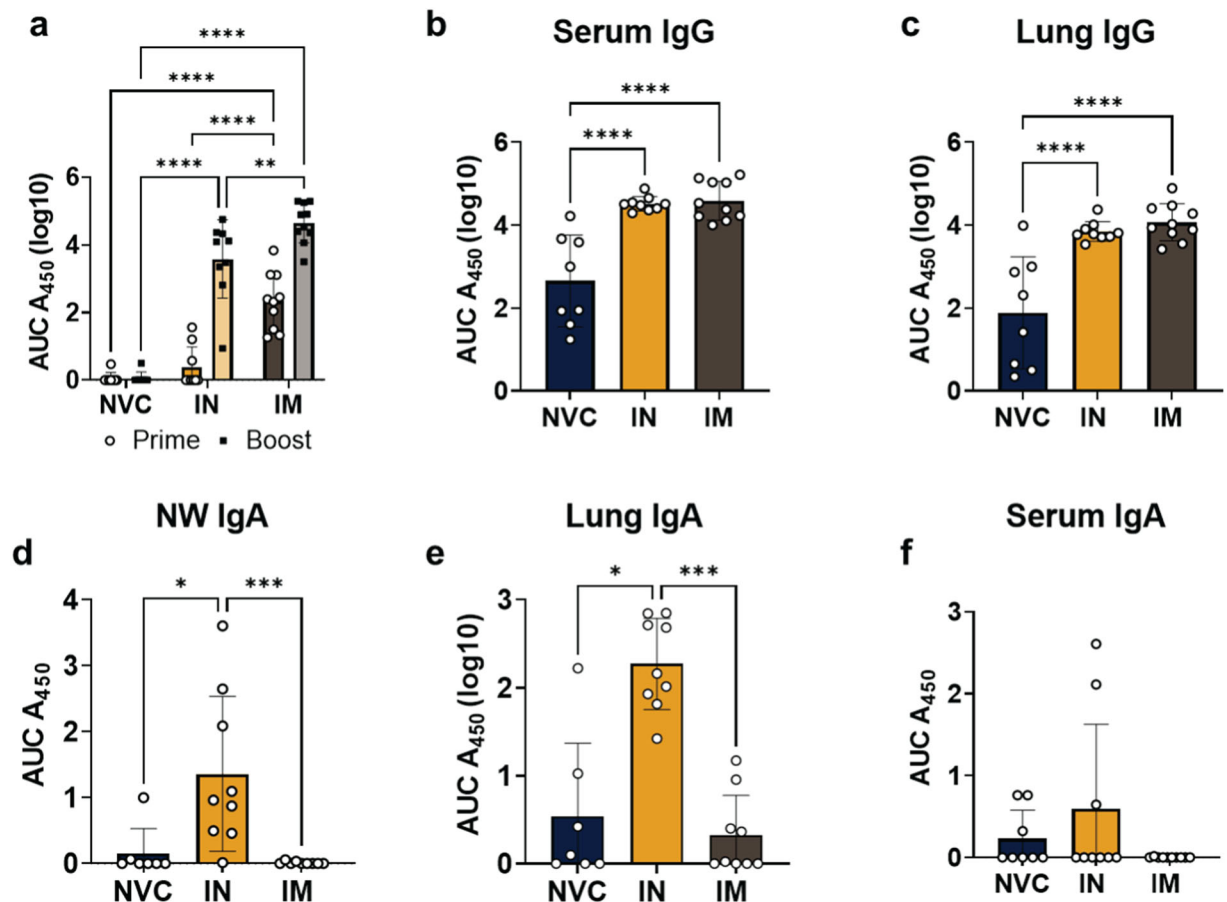 a
b
Serum IgG
c
Lung IgG
****
****
****
****
**
AUC A450 (log10)
6
4
2
0
NVC
IN
IM
Prime
Boost
****
****
AUC A450 (log10)
6
4
2
0
NVC
IN
IM
****
****
AUC A450 (log10)
6
4
2
0
NVC
IN
IM
d
NW IgA
e
Lung IgA
f
Serum IgA
*
***
AUC A450
4
3
2
1
0
NVC
IN
IM
*
***
AUC A450 (log10)
3
2
1
0
NVC
IN
IM
AUC A450
3
2
1
0
NVC
IN
IM